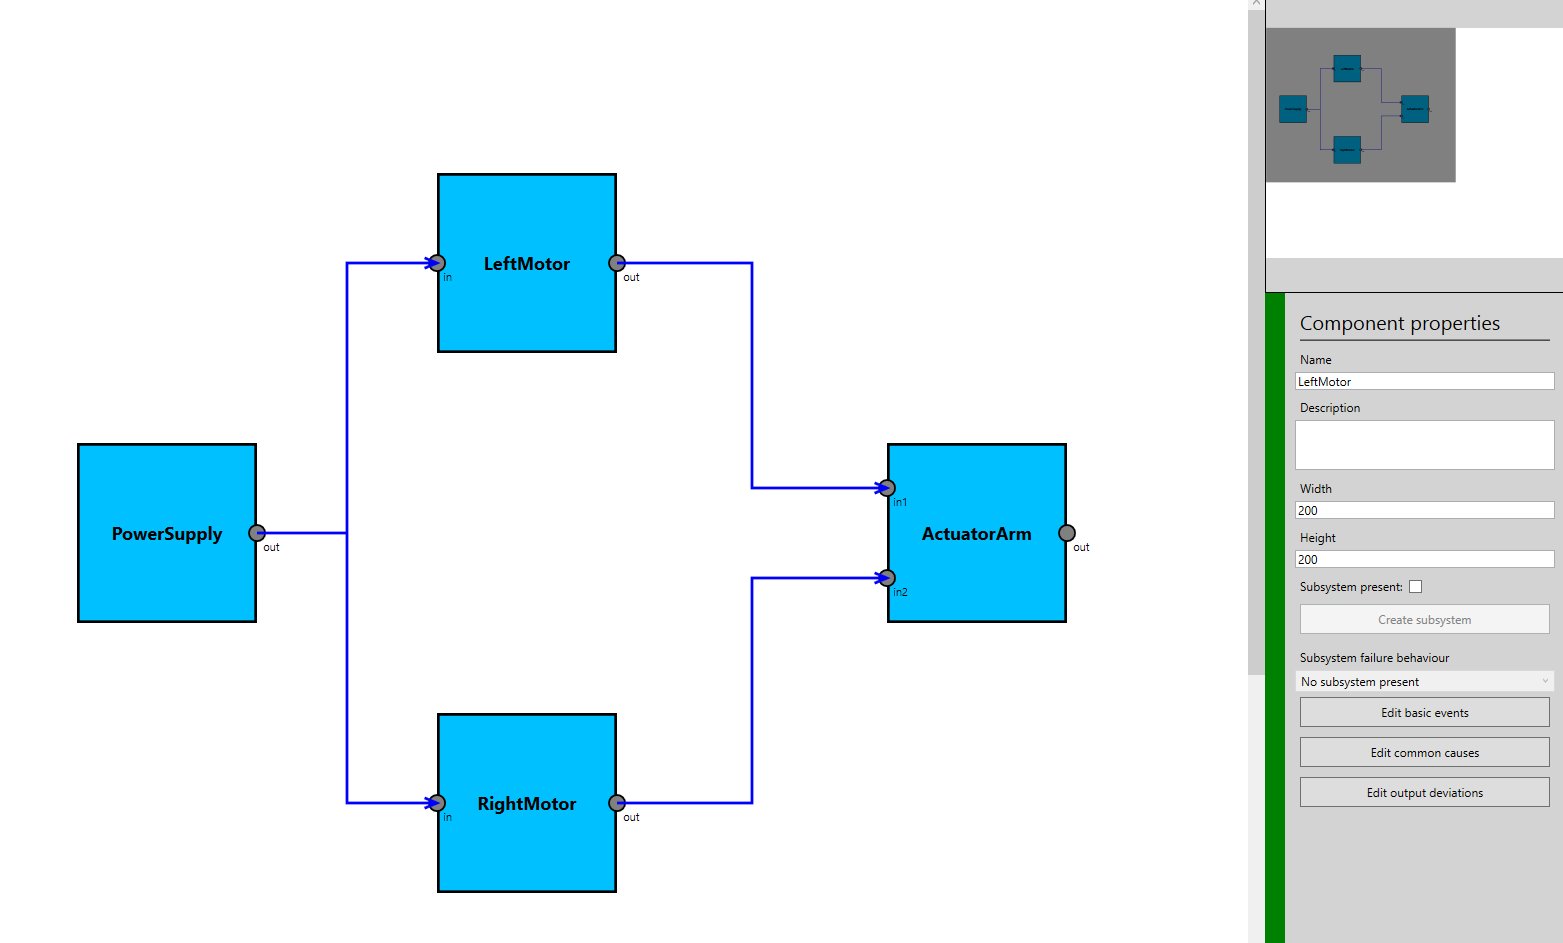 LeftMotor
in
out
PowerSupply
out
ActuatorArm
in1
in2
out
RightMotor
in
out
Component properties
Name
LeftMotor
Description
Width
200
Height
200
Subsystem present:
Create subsystem
Subsystem failure behaviour
No subsystem present
Edit basic events
Edit common causes
Edit output deviations